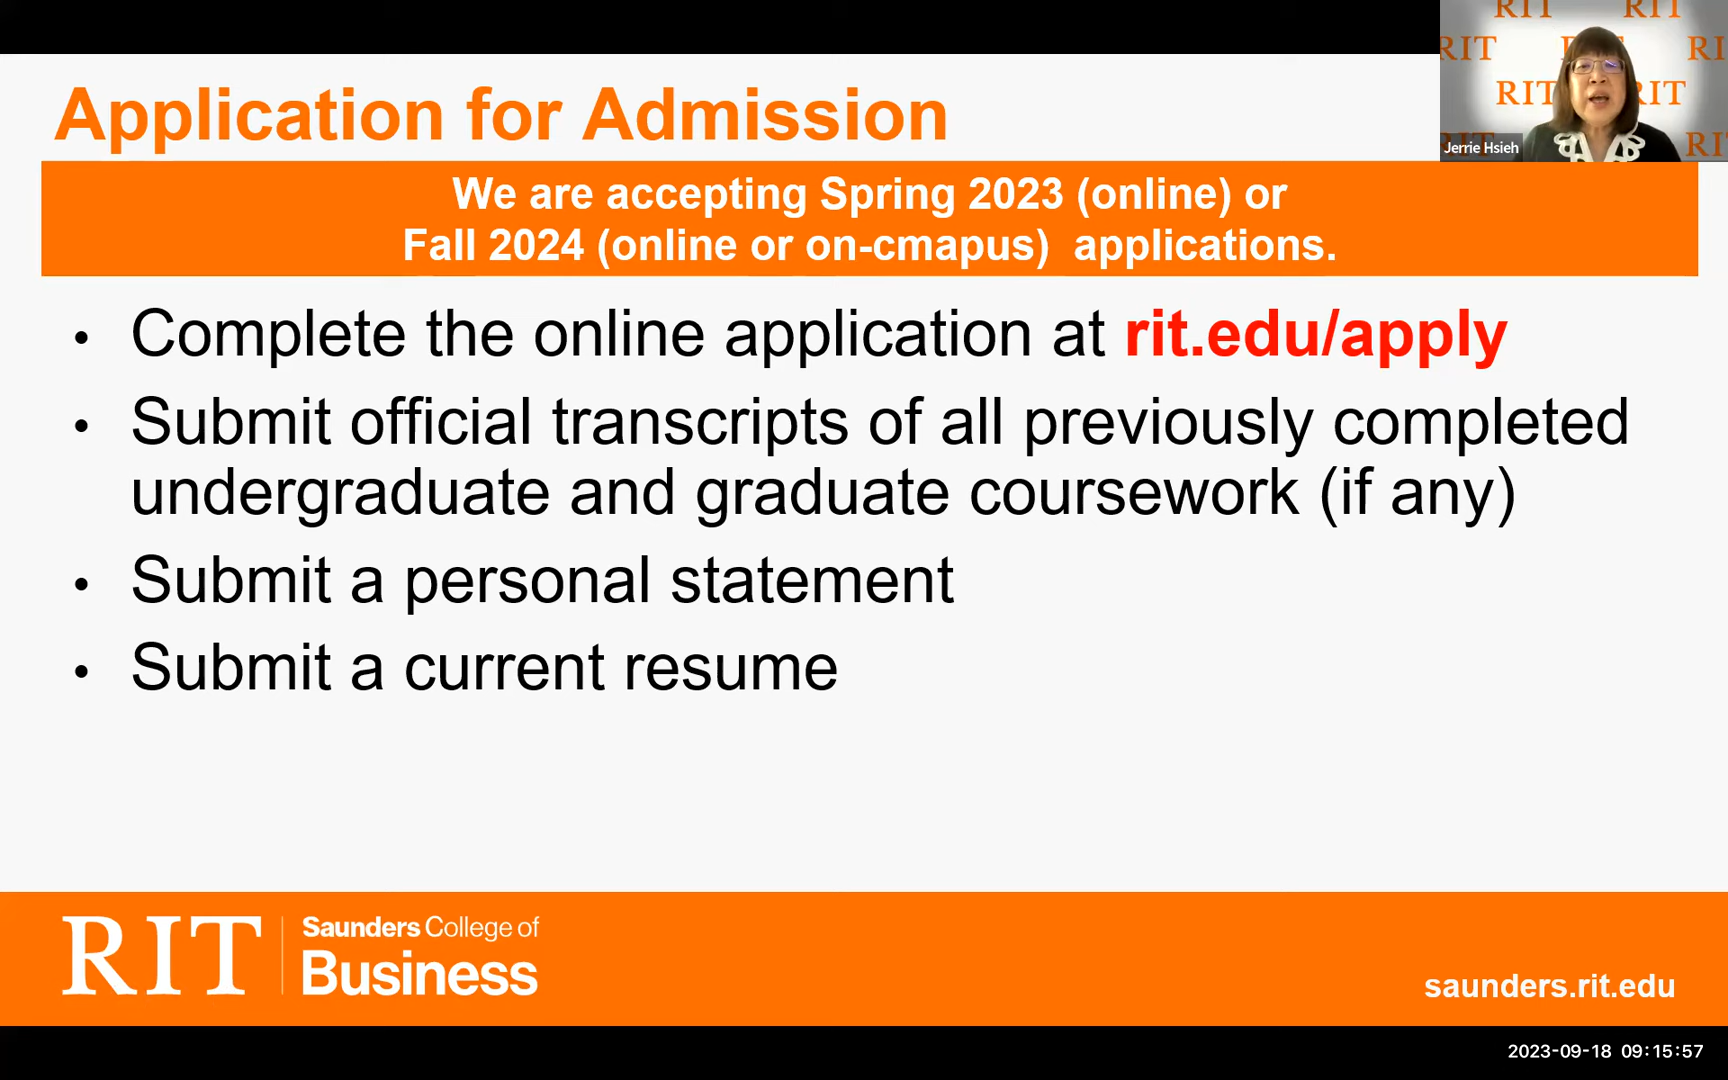 Application for Admission
We are accepting Spring 2023 (online) or
Fall 2024 (online or on-cmapus) applications.
• Complete the online application at rit.edu/apply
• Submit official transcripts of all previously completed
undergraduate and graduate coursework (if any)
• Submit a personal statement
• Submit a current resume
RIT RIT
RIT RIT RI
RIT RIT
RIT RI
Jerrie Hsieh
RIT
Saunders College of
Business
saunders.rit.edu
2023-09-18 09:15:57